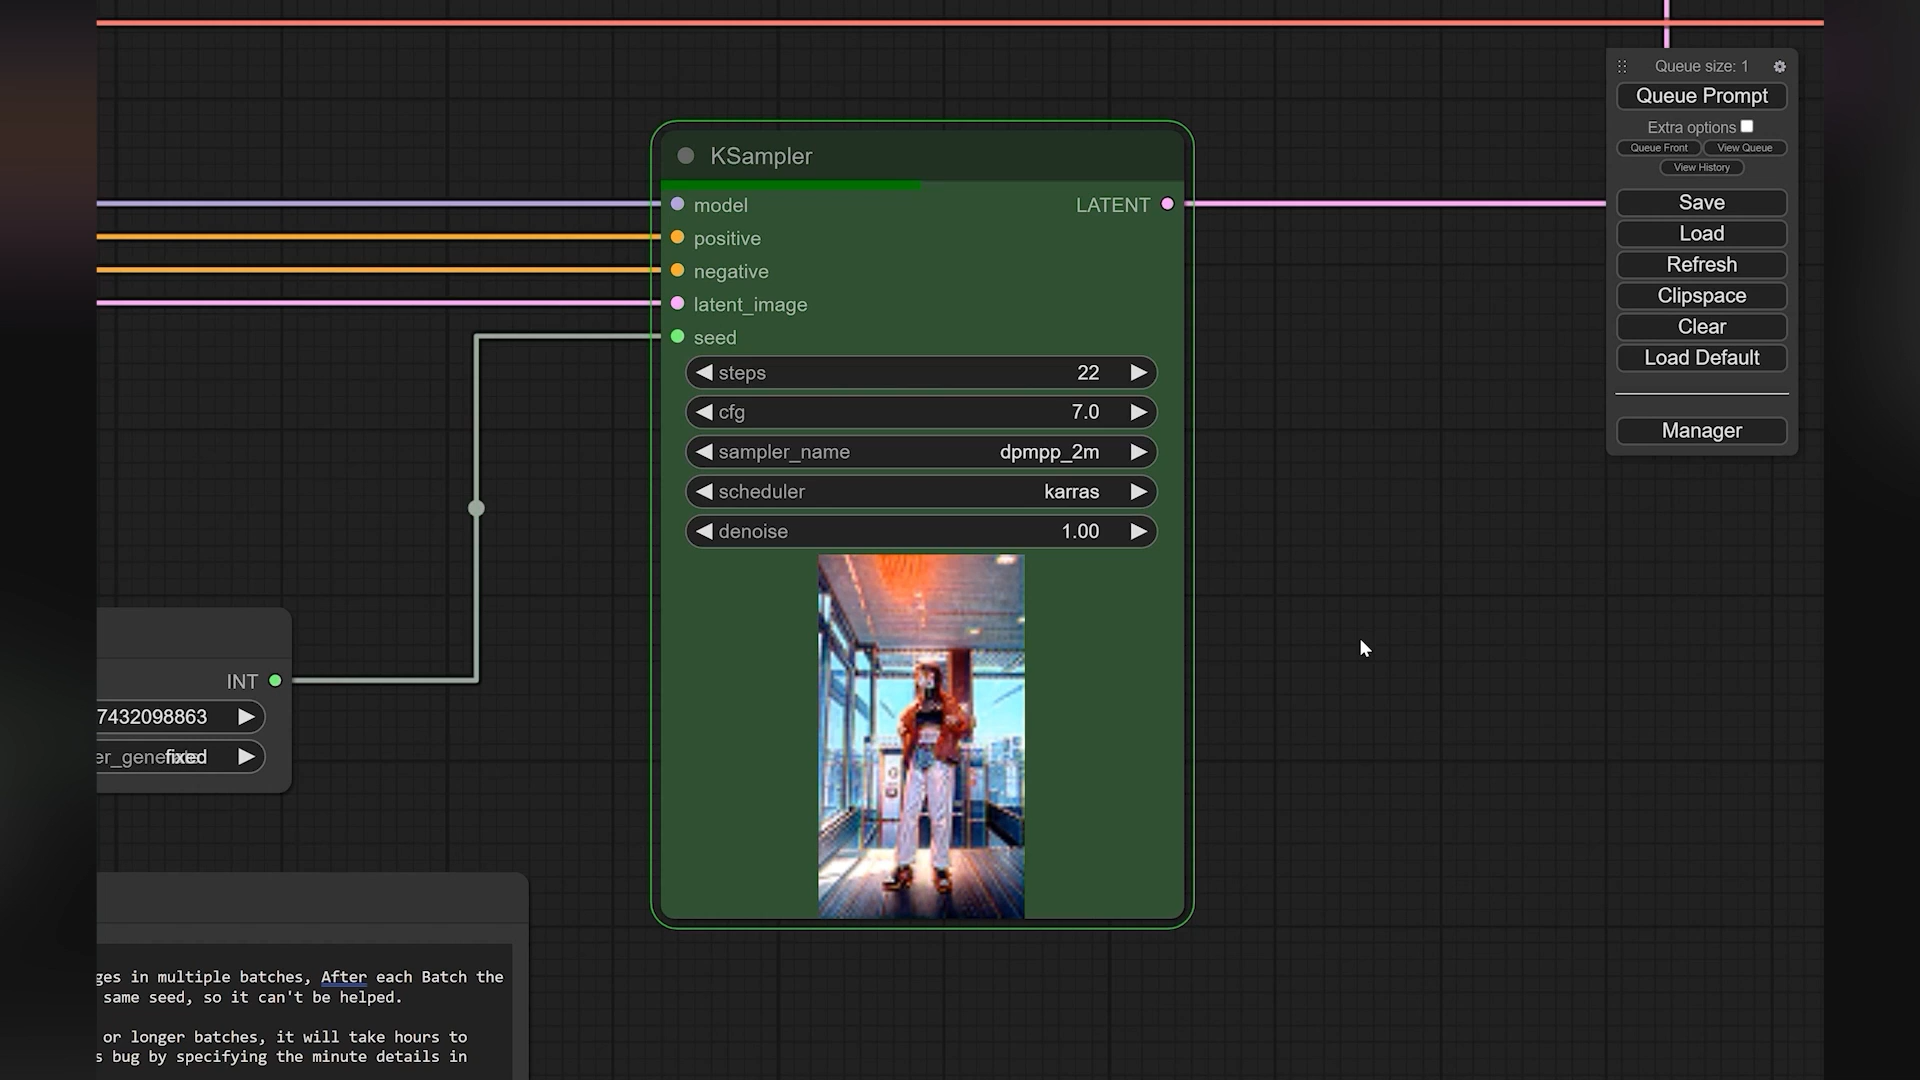 Queue size: 1
Queue Prompt
Extra options
Queue Front
View Queue
View History
Save
Load
Refresh
Clipspace
Clear
Load Default
Manager
KSampler
model
LATENT
positive
negative
latent_image
seed
steps 22
cfg 7.0
sampler_name dpmpp_2m
scheduler karras
denoise 1.00
INT
7432098863
fixed
ges in multiple batches, After each Batch the
same seed, so it can't be helped.
or longer batches, it will take hours to
s bug by specifying the minute details in